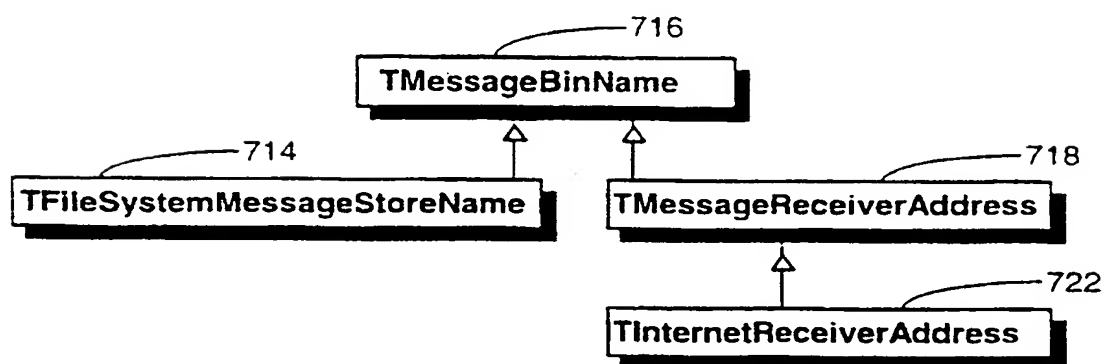 716
TMessageBinName
714
718
TFileSystemMessageStoreName
TMessageReceiverAddress
722
TInternetReceiverAddress